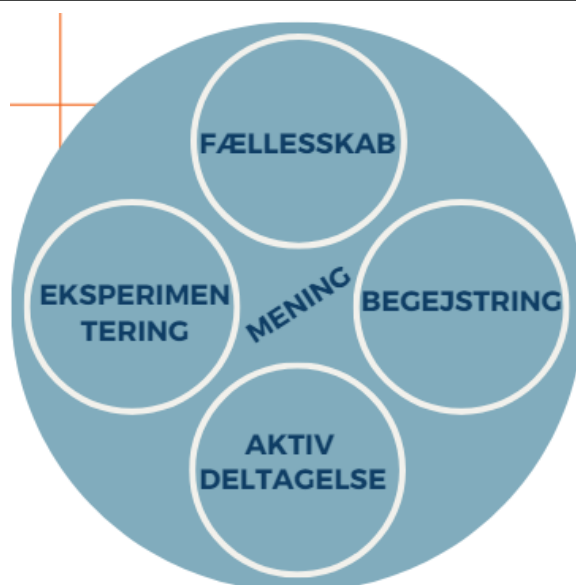 FÆLLESSKAB
EKSPERIMEN
TERING
MENING
BEGEJSTRING
AKTIV
DELTAGELSE